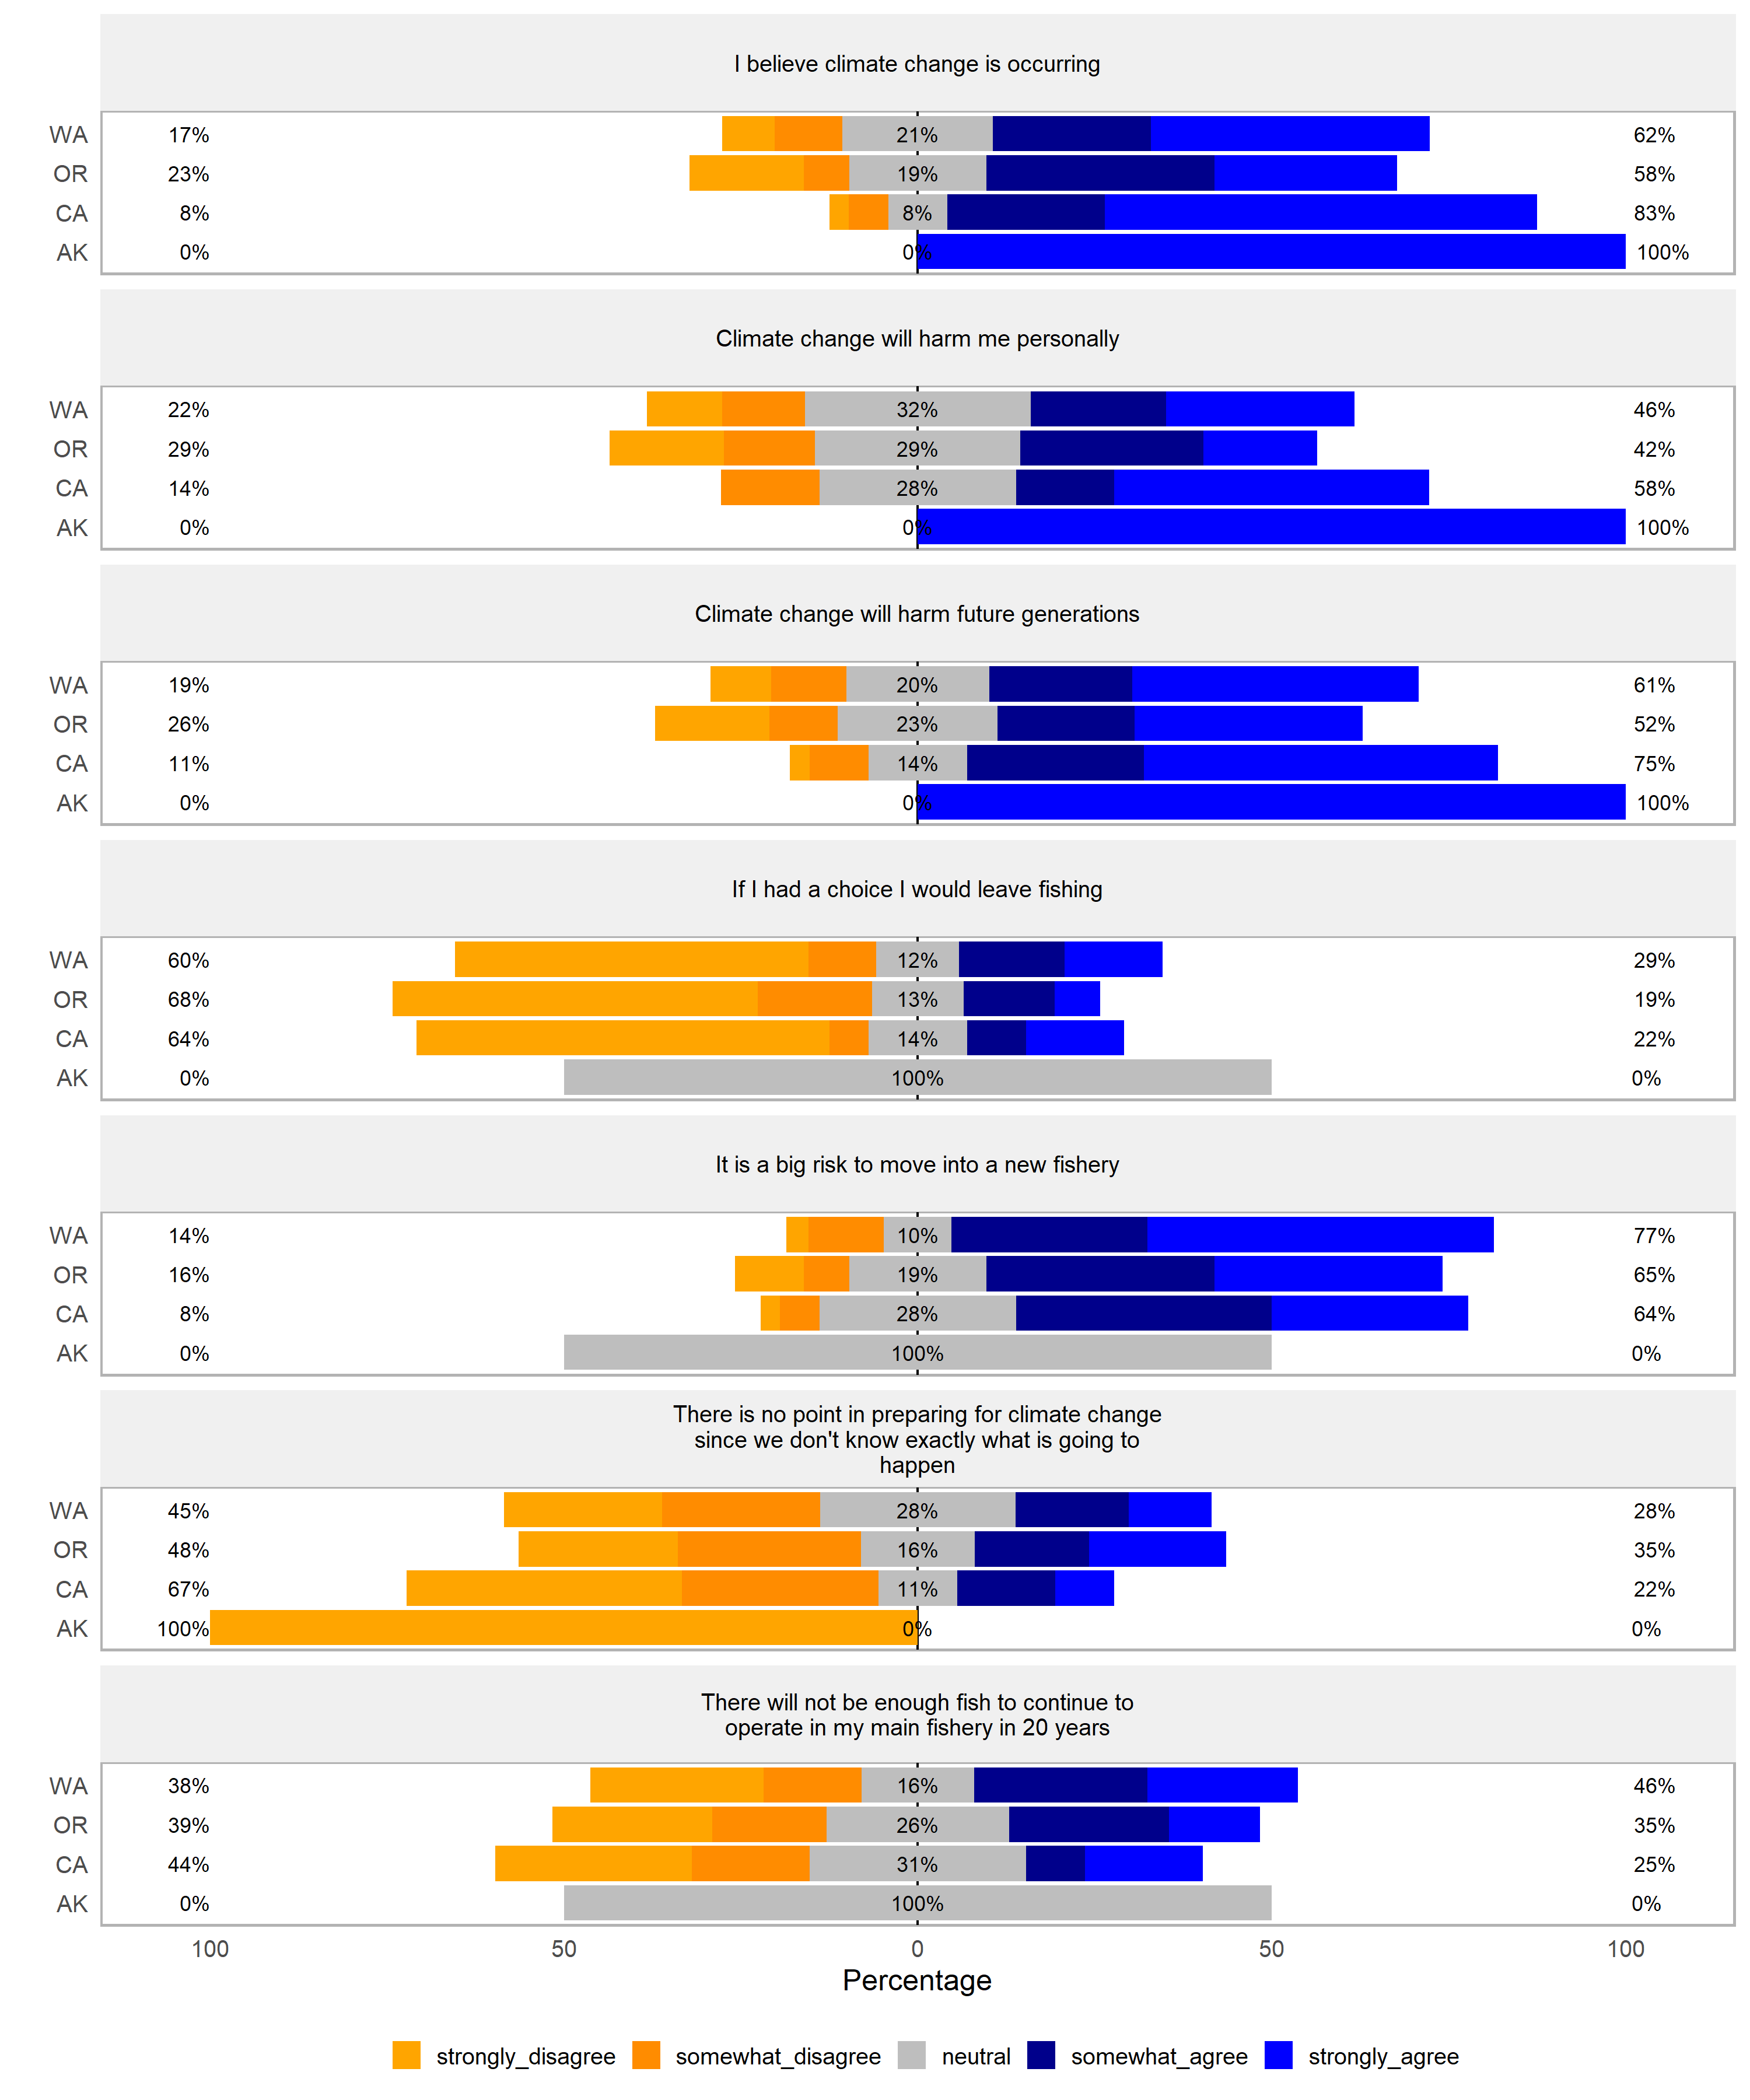 I believe climate change is occurring
WA 17% 21% 62%
OR 23% 19% 58%
CA 8% 8% 83%
AK 0% 0% 100%
Climate change will harm me personally
WA 22% 32% 46%
OR 29% 29% 42%
CA 14% 28% 58%
AK 0% 0% 100%
Climate change will harm future generations
WA 19% 20% 61%
OR 26% 23% 52%
CA 11% 14% 75%
AK 0% 0% 100%
If I had a choice I would leave fishing
WA 60% 12% 29%
OR 68% 13% 19%
CA 64% 14% 22%
AK 0% 100% 0%
It is a big risk to move into a new fishery
WA 14% 10% 77%
OR 16% 19% 65%
CA 8% 28% 64%
AK 0% 100% 0%
There is no point in preparing for climate change
since we don't know exactly what is going to
happen
WA 45% 28% 28%
OR 48% 16% 35%
CA 67% 11% 22%
AK 100% 0% 0%
There will not be enough fish to continue to
operate in my main fishery in 20 years
WA 38% 16% 46%
OR 39% 26% 35%
CA 44% 31% 25%
AK 0% 100% 0%
100 50 0 50 100
Percentage
strongly_disagree somewhat_disagree neutral somewhat_agree strongly_agree